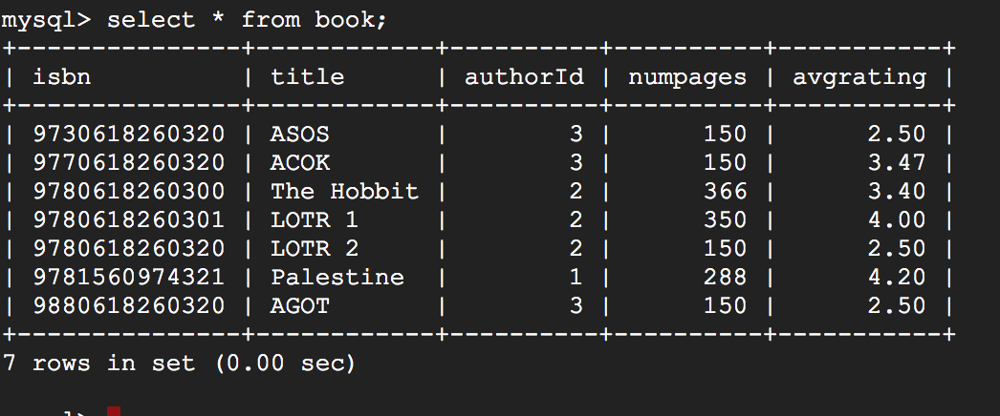 mysql> select * from book;
+---------------+------------+----------+----------+-----------+
| isbn          | title      | authorId | numpages | avgrating |
+---------------+------------+----------+----------+-----------+
| 9730618260320 | ASOS       |        3 |      150 |      2.50 |
| 9770618260320 | ACOK       |        3 |      150 |      3.47 |
| 9780618260300 | The Hobbit |        2 |      366 |      3.40 |
| 9780618260301 | LOTR 1     |        2 |      350 |      4.00 |
| 9780618260320 | LOTR 2     |        2 |      150 |      2.50 |
| 9781560974321 | Palestine  |        1 |      288 |      4.20 |
| 9880618260320 | AGOT       |        3 |      150 |      2.50 |
+---------------+------------+----------+----------+-----------+
7 rows in set (0.00 sec)